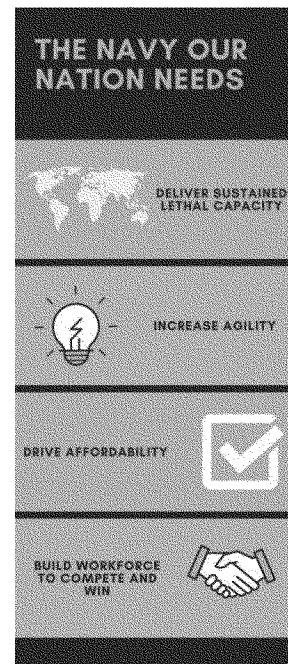 THE NAVY OUR
NATION NEEDS
DELIVER SUSTAINED
LETHAL CAPACITY
INCREASE AGILITY
DRIVE AFFORDABILITY
BUILD WORKFORCE
TO COMPETE AND
WIN